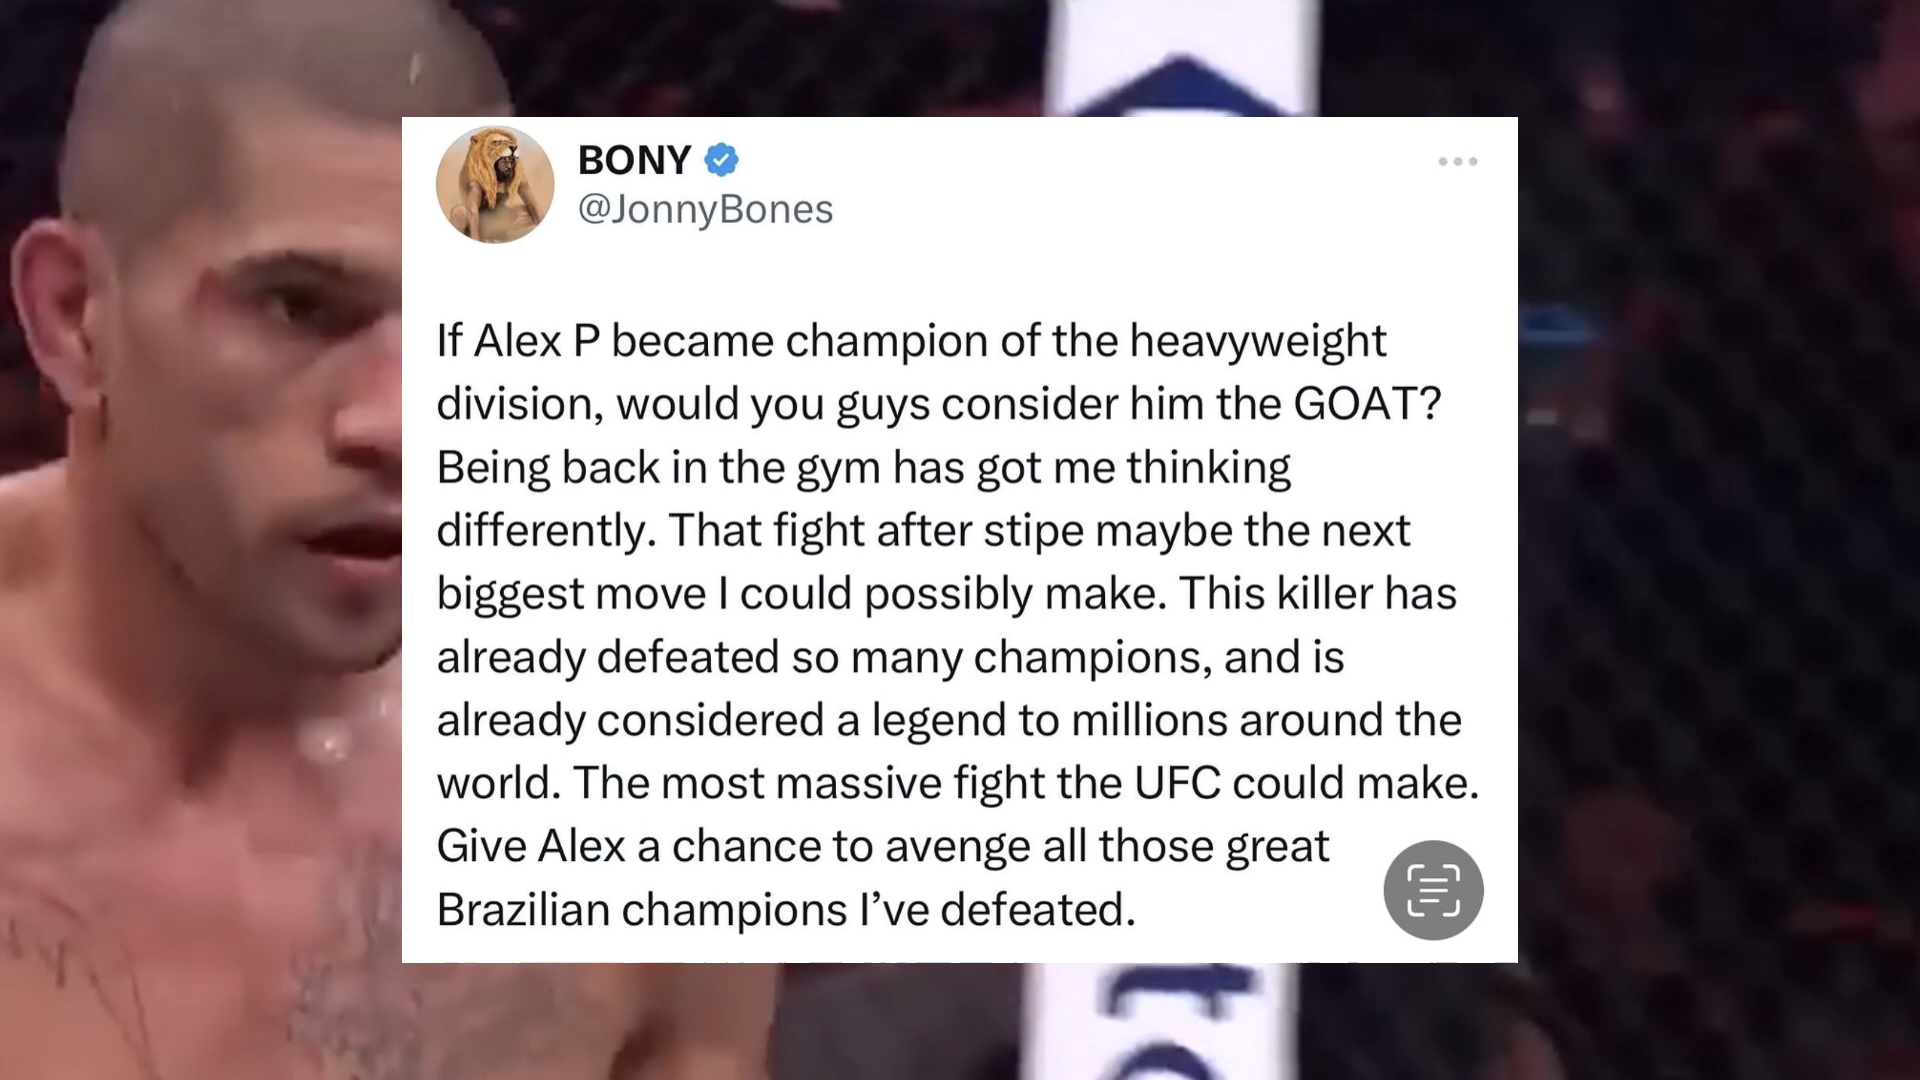 BONY
@JonnyBones
If Alex P became champion of the heavyweight
division, would you guys consider him the GOAT?
Being back in the gym has got me thinking
differently. That fight after stipe maybe the next
biggest move I could possibly make. This killer has
already defeated so many champions, and is
already considered a legend to millions around the
world. The most massive fight the UFC could make.
Give Alex a chance to avenge all those great
Brazilian champions I’ve defeated.